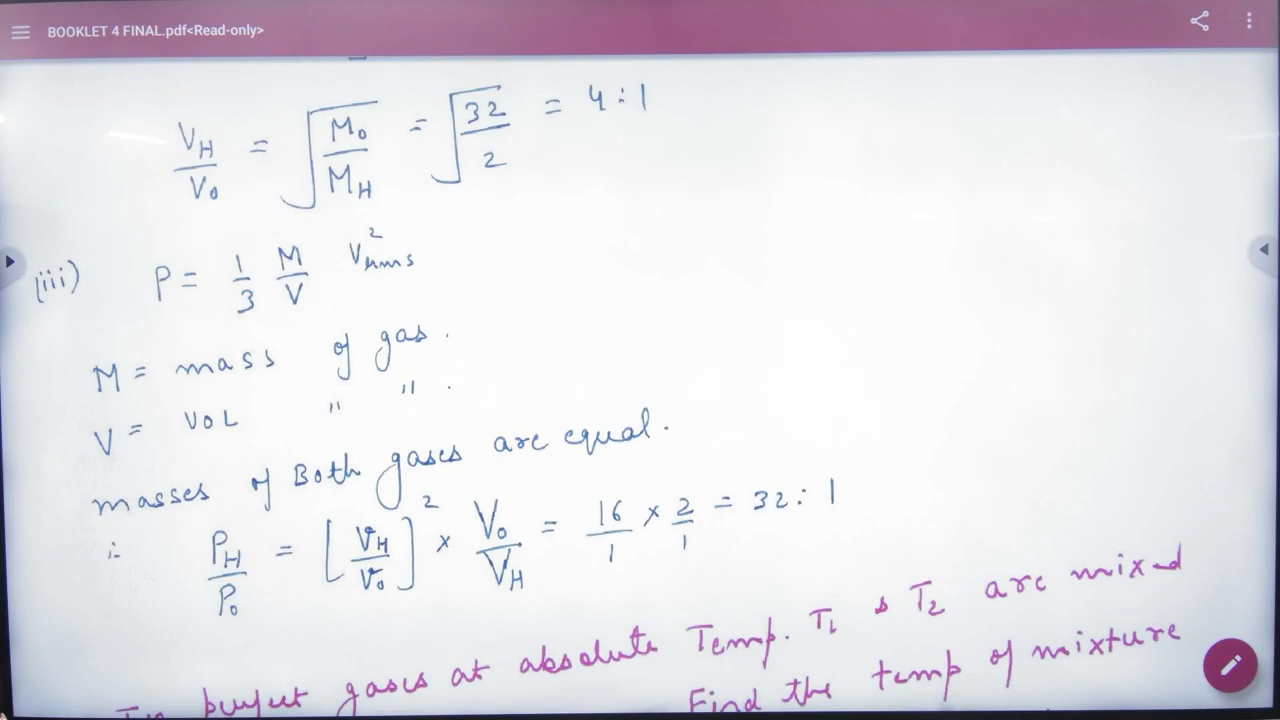 BOOKLET 4 FINAL.pdf<Read-only>
V_H/V_o = √(M_o/M_H) = √(32/2) = 4:1
(iii) P = 1/3 M/V V²rms
M = mass of gas.
V = VOL " " .
masses of Both gases are equal.
∴ P_H/P_o = [v_H/v_o]² × V_o/V_H = 16/1 × 2/1 = 32:1
perfect gases at absolute Temp. T₁ & T₂ are mixed
Find the temp of mixture